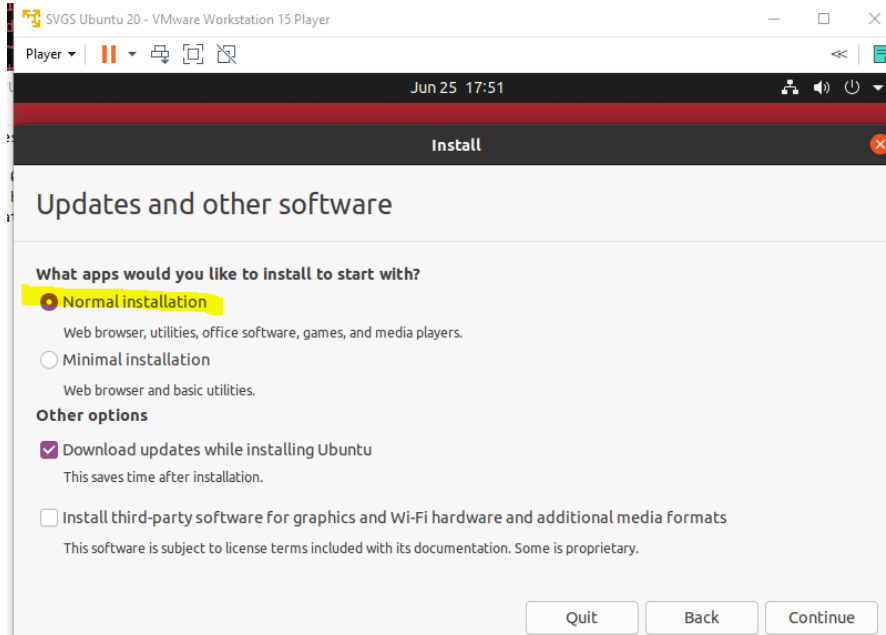 SVGS Ubuntu 20 - VMware Workstation 15 Player
Player
Jun 25 17:51
Install
Updates and other software
What apps would you like to install to start with?
Normal installation
Web browser, utilities, office software, games, and media players.
Minimal installation
Web browser and basic utilities.
Other options
Download updates while installing Ubuntu
This saves time after installation.
Install third-party software for graphics and Wi-Fi hardware and additional media formats
This software is subject to license terms included with its documentation. Some is proprietary.
Quit Back Continue